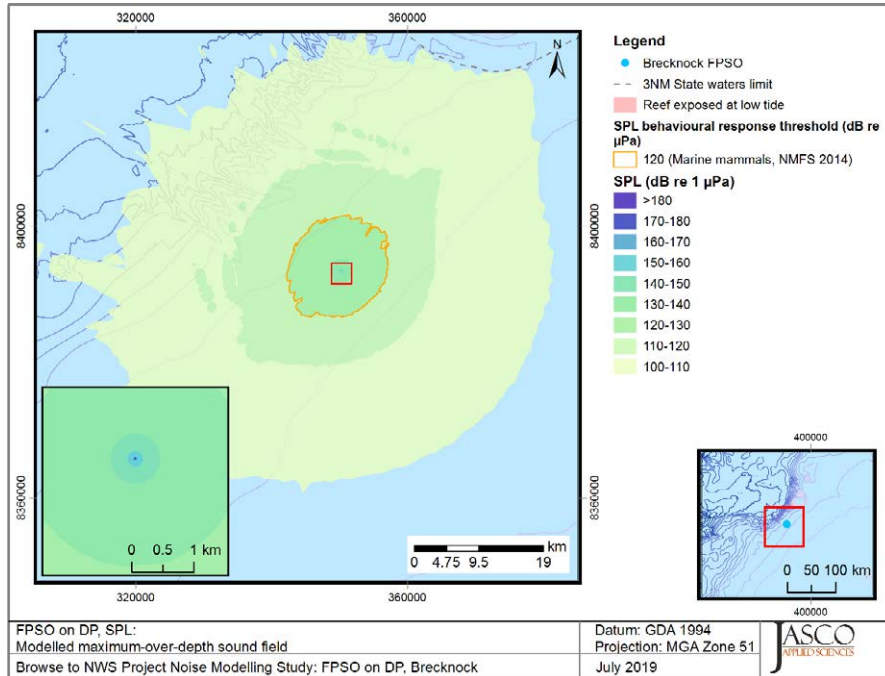 320000
360000
8400000
8400000
8360000
8360000
N
0 0.5 1 km
km
0 4.75 9.5 19
320000
360000
Legend
Brecknock FPSO
3NM State waters limit
Reef exposed at low tide
SPL behavioural response threshold (dB re
µPa)
120 (Marine mammals, NMFS 2014)
SPL (dB re 1 µPa)
>180
170-180
160-170
150-160
140-150
130-140
120-130
110-120
100-110
400000
0 50 100 km
400000
FPSO on DP, SPL:
Modelled maximum-over-depth sound field
Browse to NWS Project Noise Modelling Study: FPSO on DP, Brecknock
Datum: GDA 1994
Projection: MGA Zone 51
July 2019
JASCO
APPLIED SCIENCES